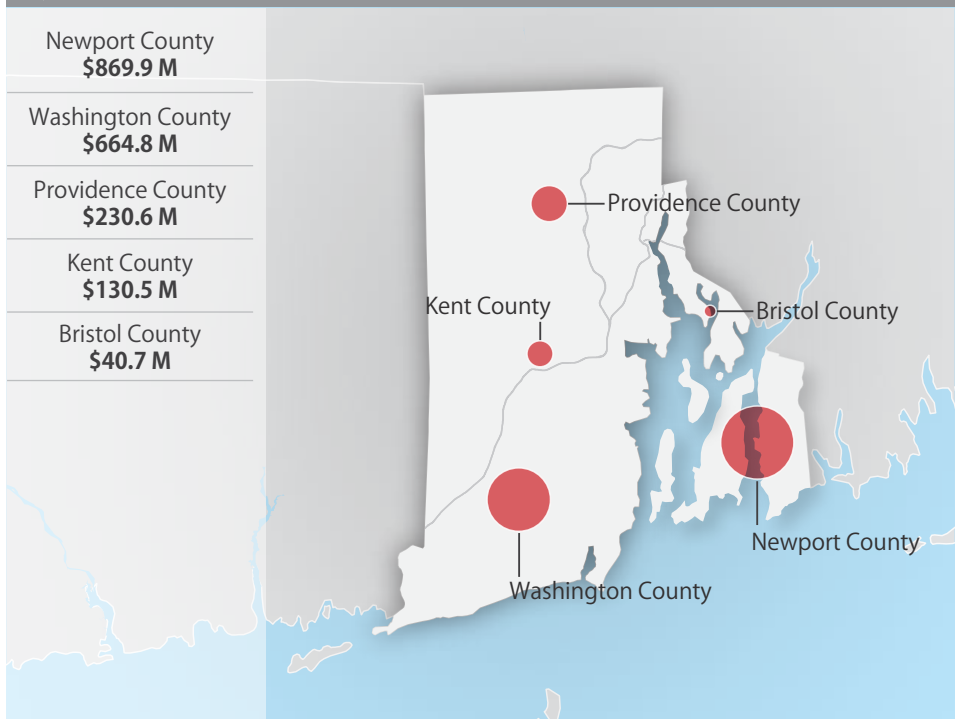 Newport County
$869.9 M
Washington County
$664.8 M
Providence County
$230.6 M
Kent County
$130.5 M
Bristol County
$40.7 M
Providence County
Kent County
Bristol County
Newport County
Washington County